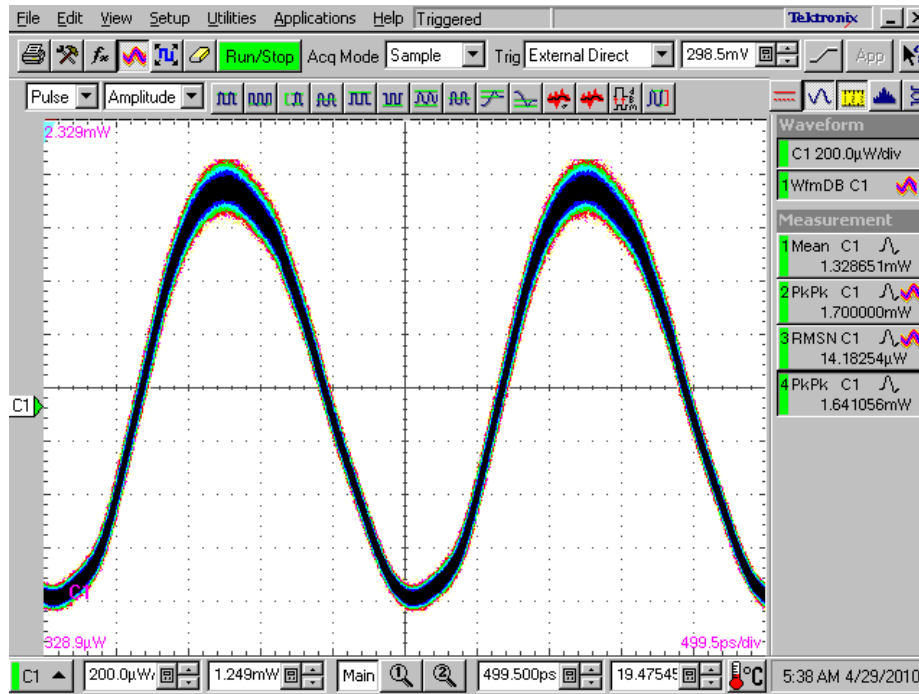 File Edit View Setup Utilities Applications Help Triggered Tektronix
Run/Stop Acq Mode Sample Trig External Direct 298.5mV App
Pulse Amplitude
2.329mW
Waveform
C1 200.0µW/div
1 WfmDB C1
Measurement
1 Mean C1
1.328651mW
2 PkPk C1
1.700000mW
3 RMSN C1
14.18254µW
4 PkPk C1
1.641056mW
C1
C1
328.9µW 499.5ps/div
C1 200.0µW/ 1.249mW Main 1 2 499.500ps 19.47545 °C 5:38 AM 4/29/2010